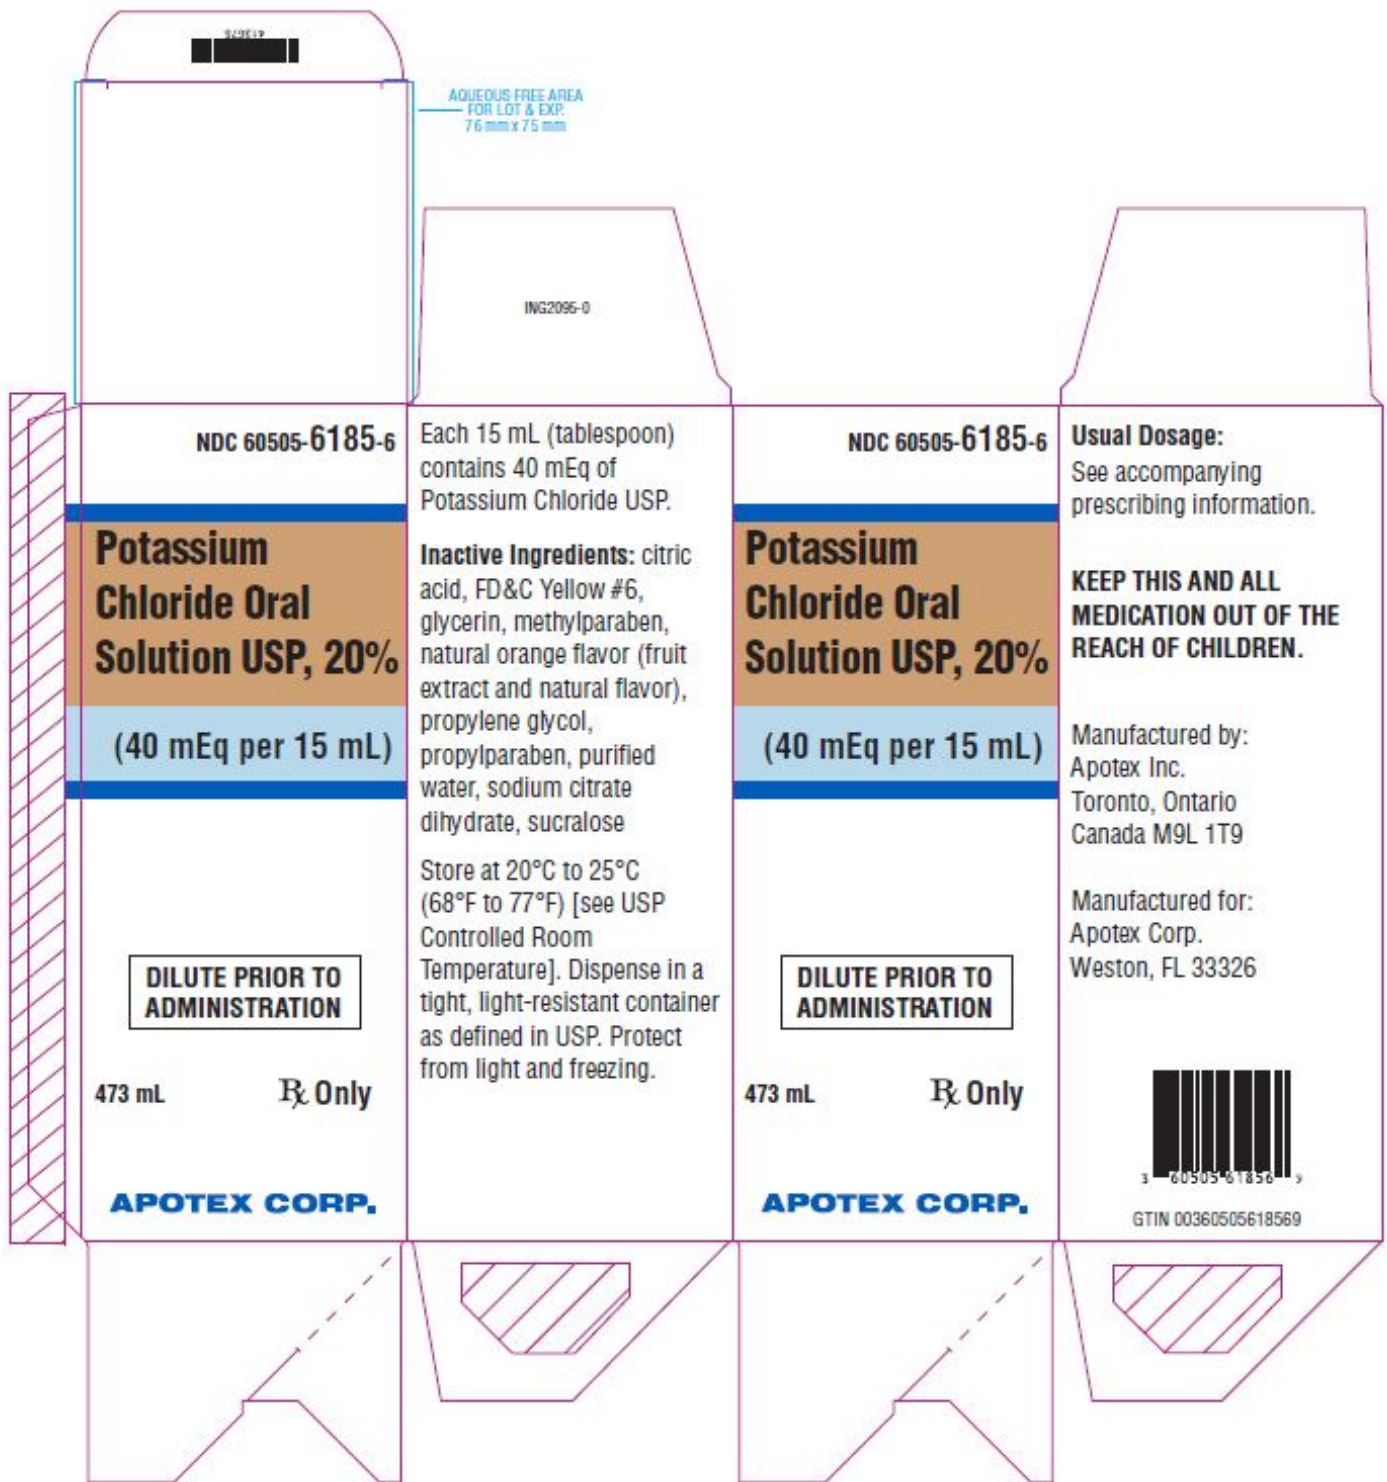 413675
AQUEOUS FREE AREA
FOR LOT & EXP.
76 mm x 75 mm
ING2095-0
NDC 60505-6185-6
Potassium
Chloride Oral
Solution USP, 20%
(40 mEq per 15 mL)
DILUTE PRIOR TO
ADMINISTRATION
473 mL
Rx Only
APOTEX CORP.
Each 15 mL (tablespoon)
contains 40 mEq of
Potassium Chloride USP.
Inactive Ingredients: citric
acid, FD&C Yellow #6,
glycerin, methylparaben,
natural orange flavor (fruit
extract and natural flavor),
propylene glycol,
propylparaben, purified
water, sodium citrate
dihydrate, sucralose
Store at 20°C to 25°C
(68°F to 77°F) [see USP
Controlled Room
Temperature]. Dispense in a
tight, light-resistant container
as defined in USP. Protect
from light and freezing.
NDC 60505-6185-6
Potassium
Chloride Oral
Solution USP, 20%
(40 mEq per 15 mL)
DILUTE PRIOR TO
ADMINISTRATION
473 mL
Rx Only
APOTEX CORP.
Usual Dosage:
See accompanying
prescribing information.
KEEP THIS AND ALL
MEDICATION OUT OF THE
REACH OF CHILDREN.
Manufactured by:
Apotex Inc.
Toronto, Ontario
Canada M9L 1T9
Manufactured for:
Apotex Corp.
Weston, FL 33326
3 60505 61856 9
GTIN 00360505618569